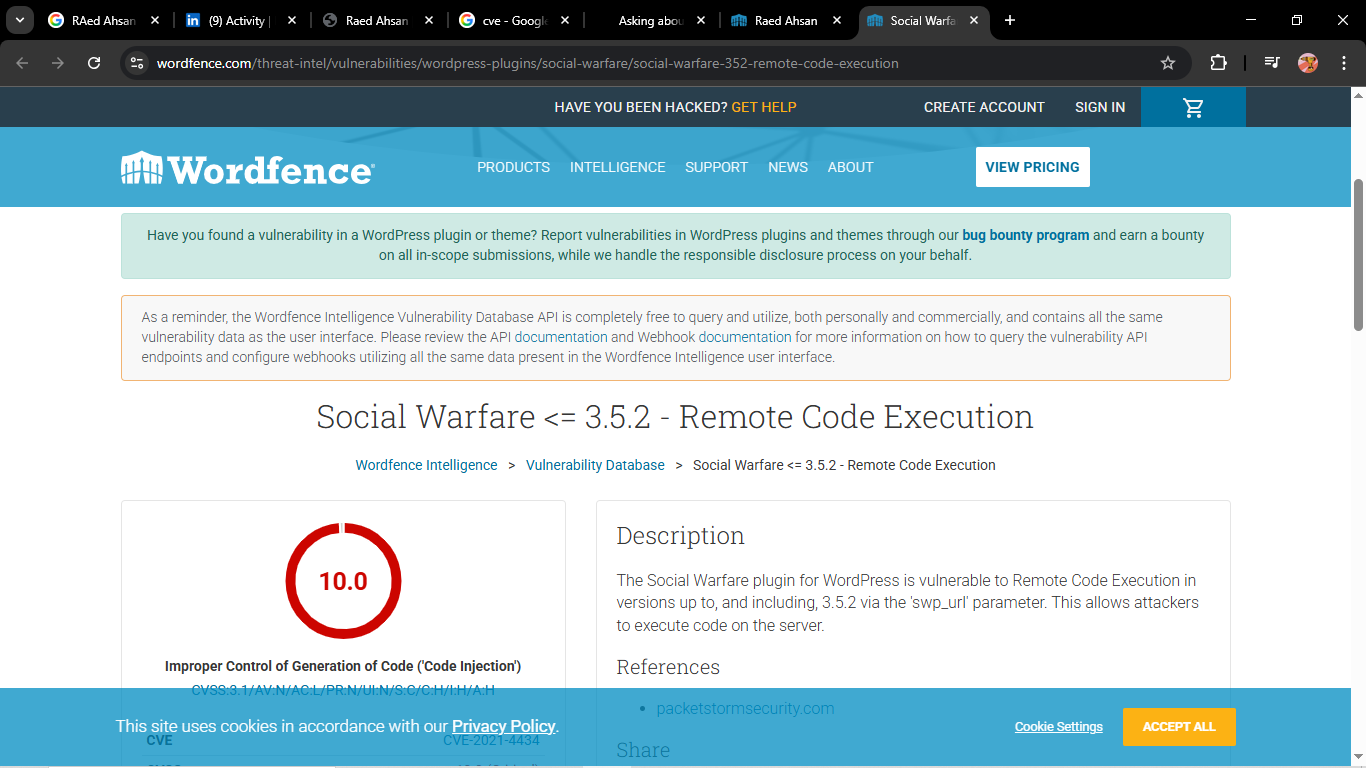 RAed Ahsan
(9) Activity |
Raed Ahsan
cve - Google
Asking abou
Raed Ahsan
Social Warfa
wordfence.com/threat-intel/vulnerabilities/wordpress-plugins/social-warfare/social-warfare-352-remote-code-execution
HAVE YOU BEEN HACKED? GET HELP
CREATE ACCOUNT
SIGN IN
Wordfence
PRODUCTS
INTELLIGENCE
SUPPORT
NEWS
ABOUT
VIEW PRICING
Have you found a vulnerability in a WordPress plugin or theme? Report vulnerabilities in WordPress plugins and themes through our bug bounty program and earn a bounty
on all in-scope submissions, while we handle the responsible disclosure process on your behalf.
As a reminder, the Wordfence Intelligence Vulnerability Database API is completely free to query and utilize, both personally and commercially, and contains all the same
vulnerability data as the user interface. Please review the API documentation and Webhook documentation for more information on how to query the vulnerability API
endpoints and configure webhooks utilizing all the same data present in the Wordfence Intelligence user interface.
Social Warfare <= 3.5.2 - Remote Code Execution
Wordfence Intelligence > Vulnerability Database > Social Warfare <= 3.5.2 - Remote Code Execution
10.0
Improper Control of Generation of Code ('Code Injection')
CVSS:3.1/AV:N/AC:L/PR:N/UI:N/S:C/C:H/I:H/A:H
CVE
CVE-2021-4434
Description
The Social Warfare plugin for WordPress is vulnerable to Remote Code Execution in
versions up to, and including, 3.5.2 via the 'swp_url' parameter. This allows attackers
to execute code on the server.
References
packetstormsecurity.com
Share
This site uses cookies in accordance with our Privacy Policy.
Cookie Settings
ACCEPT ALL